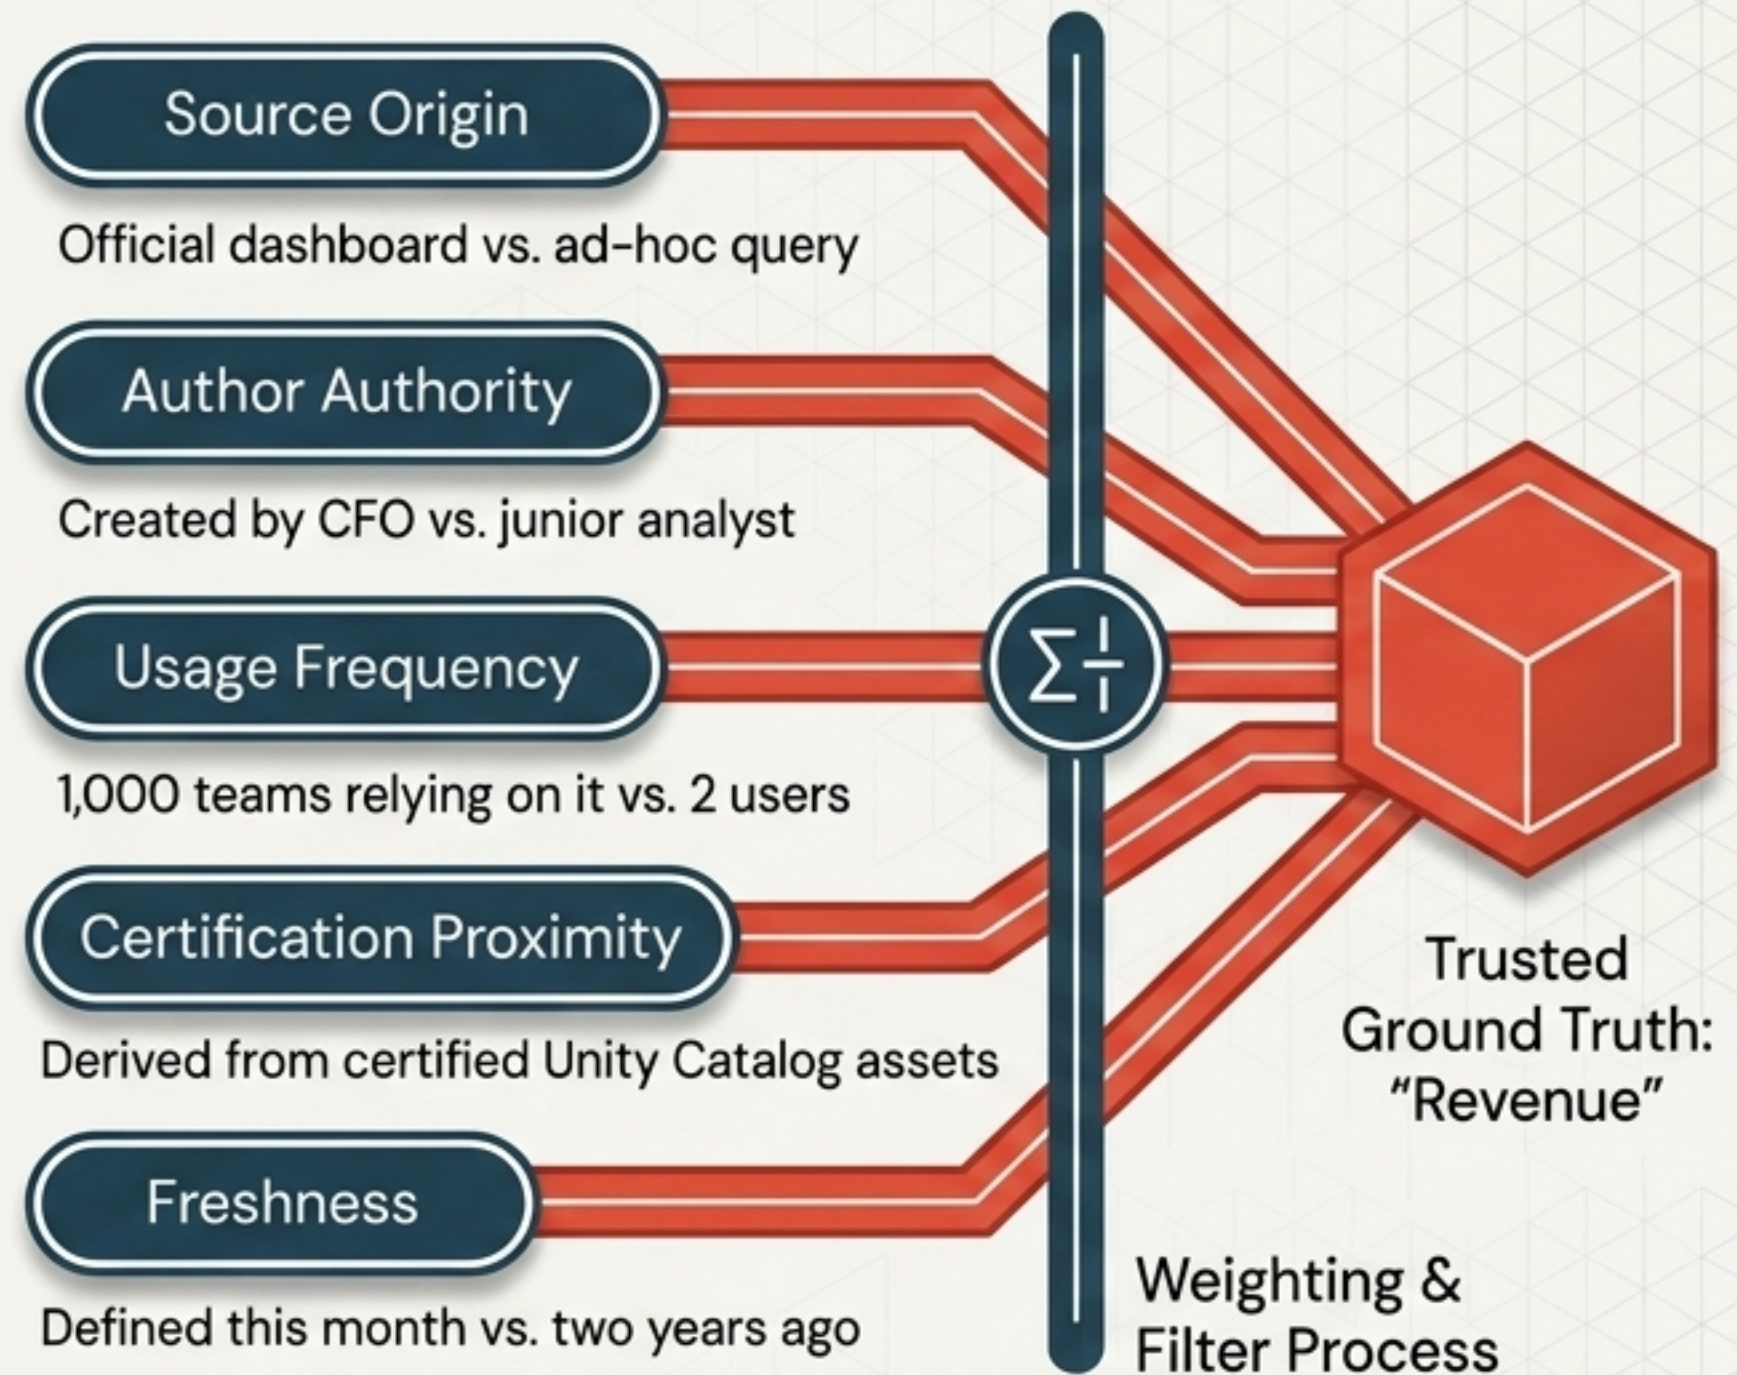 Source Origin
Official dashboard vs. ad-hoc query
Author Authority
Created by CFO vs. junior analyst
Usage Frequency
1,000 teams relying on it vs. 2 users
Certification Proximity
Derived from certified Unity Catalog assets
Freshness
Defined this month vs. two years ago
Σ÷
Trusted
Ground Truth:
“Revenue”
Weighting &
Filter Process